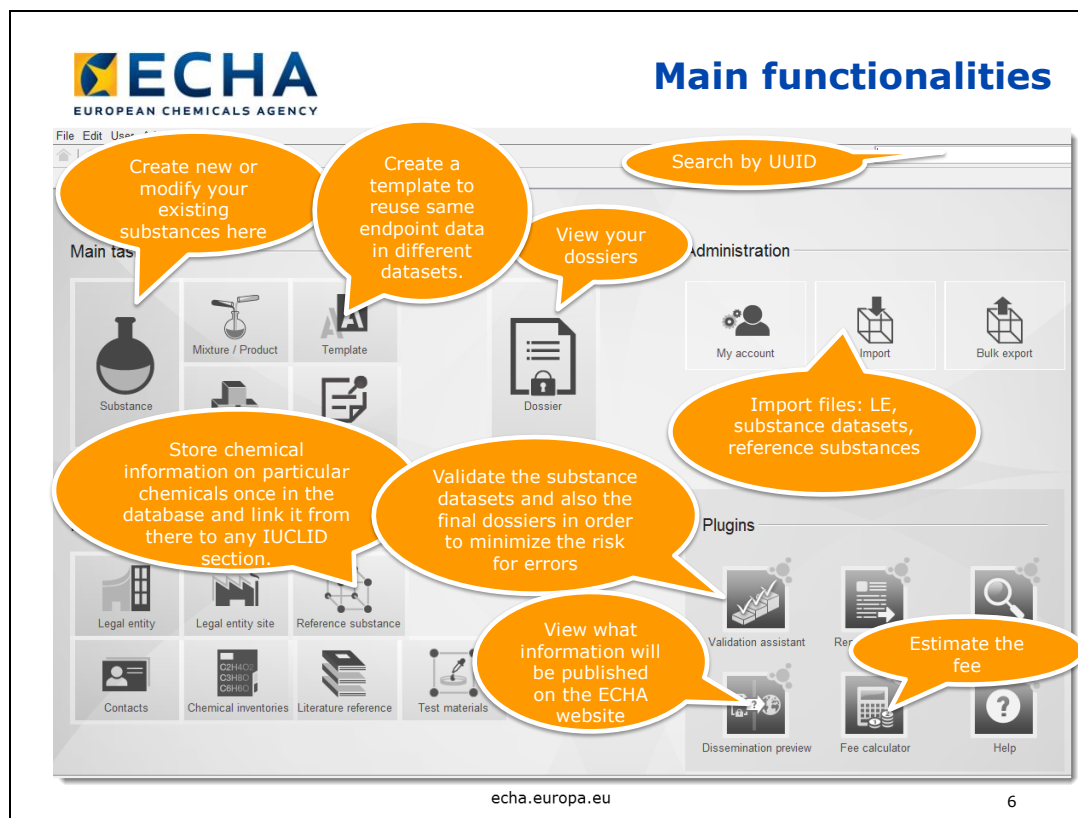 ECHA
EUROPEAN CHEMICALS AGENCY
Main functionalities
File Edit User
Create new or
modify your
existing
substances here
Create a
template to
reuse same
endpoint data
in different
datasets.
Search by UUID
View your
dossiers
Main tas
Administration
Substance
Mixture / Product
Template
Dossier
My account
Import
Bulk export
Import files: LE,
substance datasets,
reference substances
Store chemical
information on particular
chemicals once in the
database and link it from
there to any IUCLID
section.
Validate the substance
datasets and also the
final dossiers in order
to minimize the risk
for errors
Plugins
Legal entity
Legal entity site
Reference substance
Validation assistant
View what
information will
be published
on the ECHA
website
Estimate the
fee
C2H4O2
C3H8O
C6H6O
Contacts
Chemical inventories
Literature reference
Test materials
Dissemination preview
Fee calculator
Help
echa.europa.eu
6